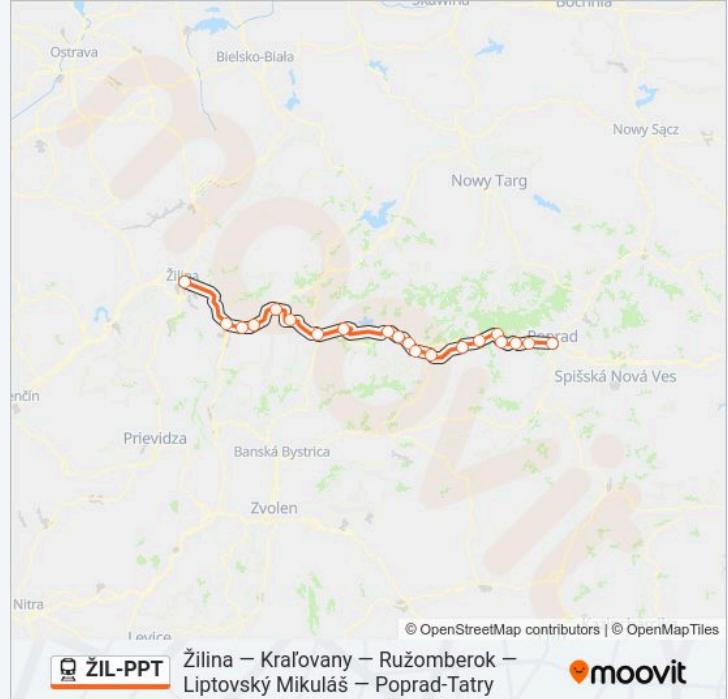 Skawina
Bochnia
Ostrava
Bielsko-Biała
Nowy Sącz
Nowy Targ
moovit
Žilina
Poprad
Spišská Nová Ves
enčín
Prievidza
Banská Bystrica
Zvolen
Nitra
Levice
© OpenStreetMap contributors | © OpenMapTiles
ŽIL-PPT
Žilina — Kraľovany — Ružomberok —
Liptovský Mikuláš — Poprad-Tatry
moovit